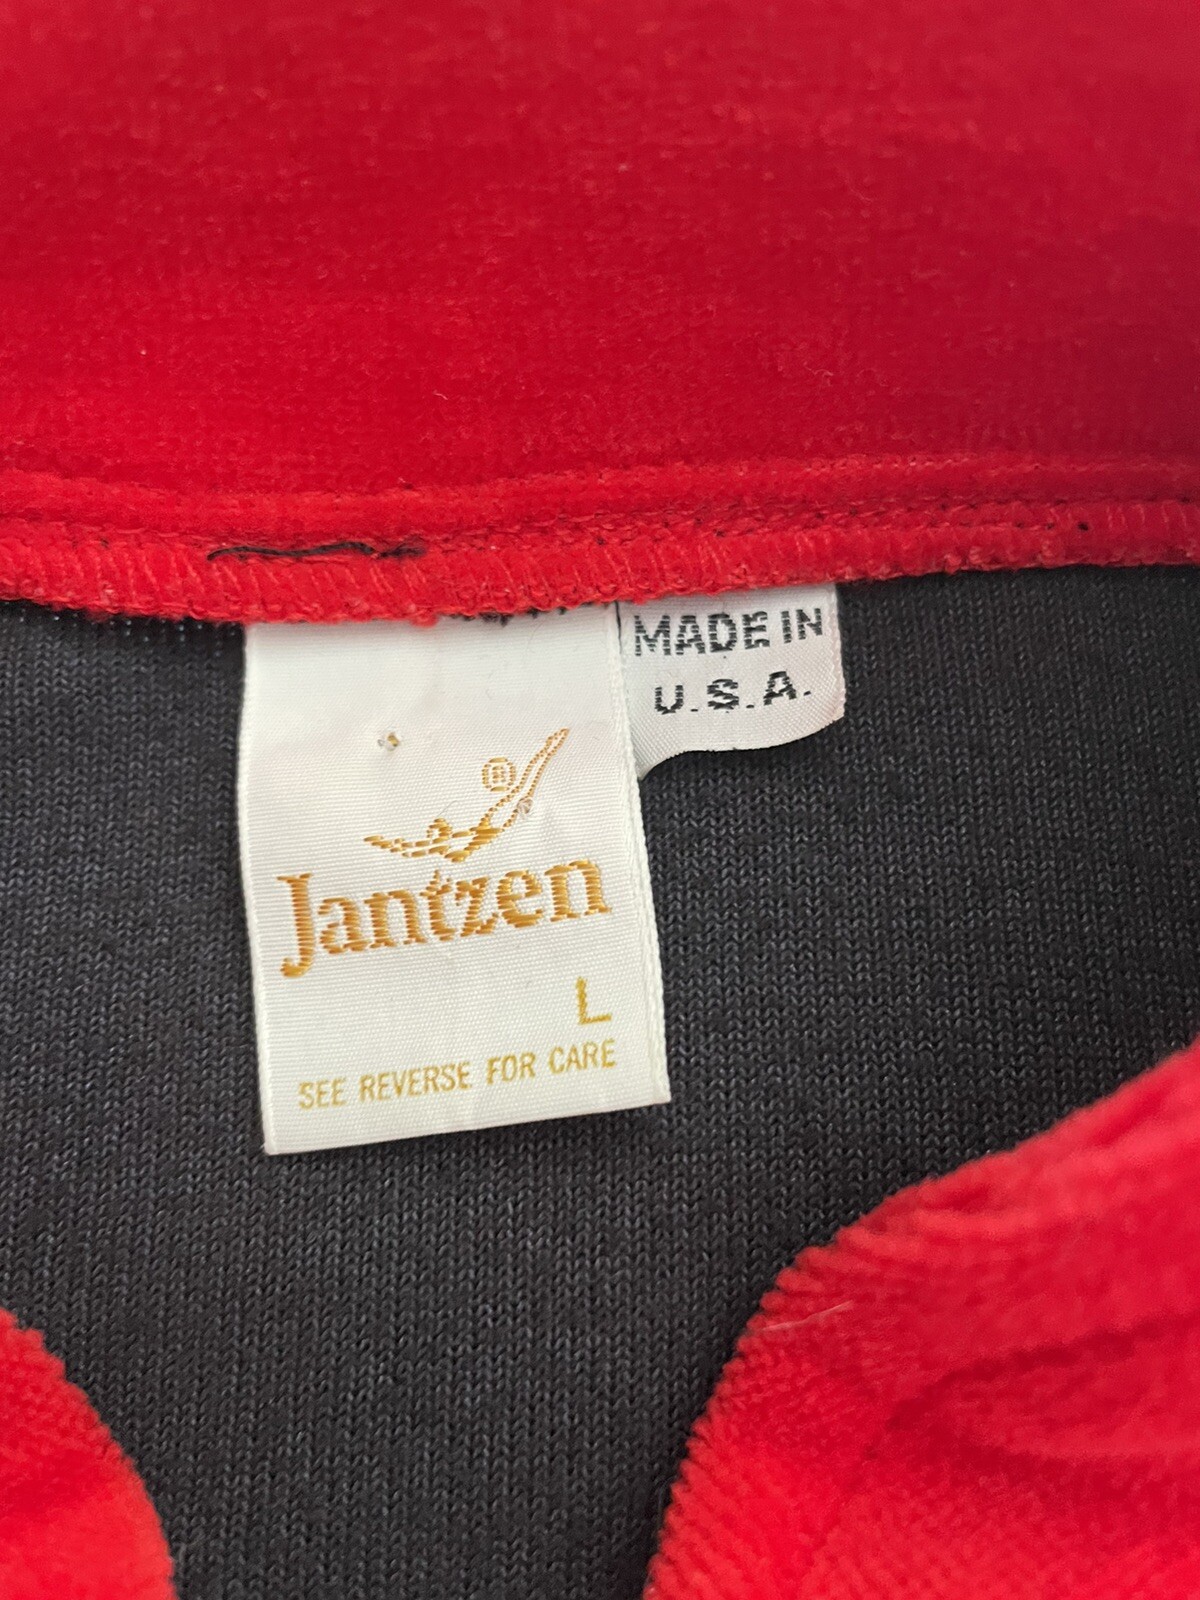 MADE IN
U.S.A.
®
Jantzen
L
SEE REVERSE FOR CARE